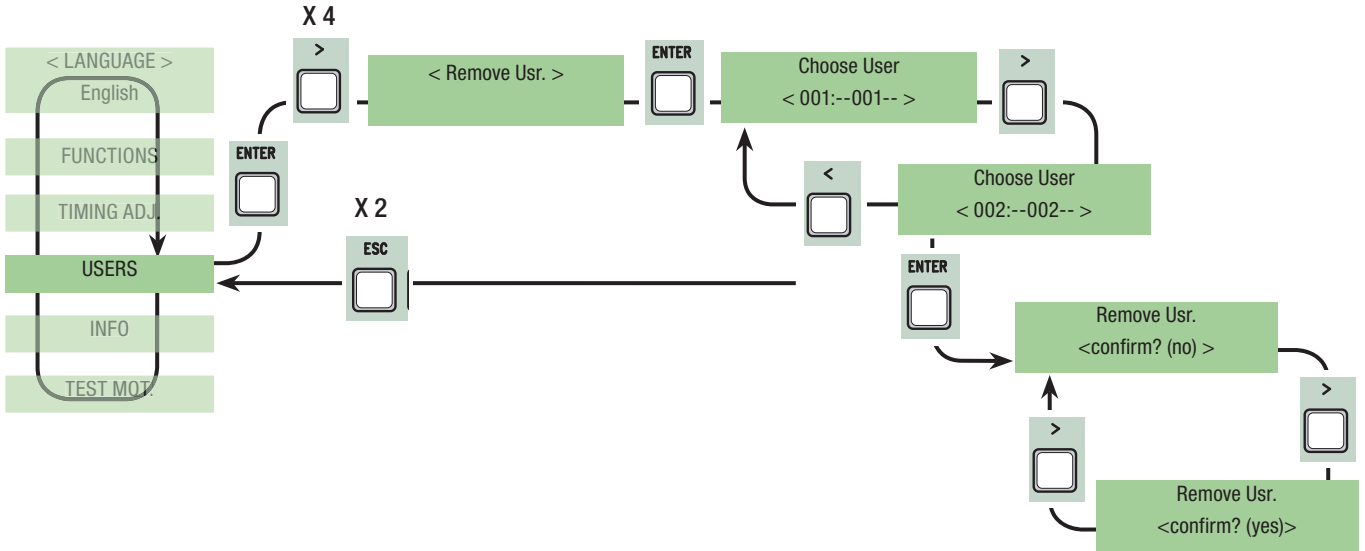 X 4
>
< Remove Usr. >
ENTER
Choose User
< 001:--001-- >
>
< LANGUAGE >
English
FUNCTIONS
TIMING ADJ.
USERS
INFO
TEST MOT.
ENTER
<
Choose User
< 002:--002-- >
X 2
ESC
ENTER
Remove Usr.
<confirm? (no) >
>
>
Remove Usr.
<confirm? (yes)>